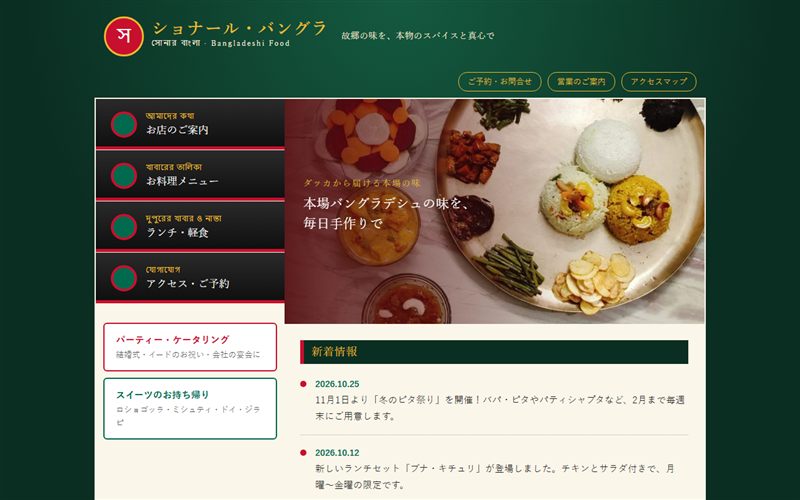 স
ショナール・バングラ
সোনার বাংলা · Bangladeshi Food
故郷の味を、本物のスパイスと真心で
ご予約・お問合せ
営業のご案内
アクセスマップ
আমাদের কথা
お店のご案内
খাবারের তালিকা
お料理メニュー
দুপুরের খাবার ও নাস্তা
ランチ・軽食
যোগাযোগ
アクセス・ご予約
ダッカから届ける本場の味
本場バングラデシュの味を、
毎日手作りで
パーティー・ケータリング
結婚式・イードのお祝い・会社の宴会に
スイーツのお持ち帰り
ロショゴッラ・ミシュティ・ドイ・ジラ
ピ
新着情報
2026.10.25
11月1日より「冬のピタ祭り」を開催！バパ・ピタやパティシャプタなど、2月まで毎週
末にご用意します。
2026.10.12
新しいランチセット「ブナ・キチュリ」が登場しました。チキンとサラダ付きで、月
曜〜金曜の限定です。